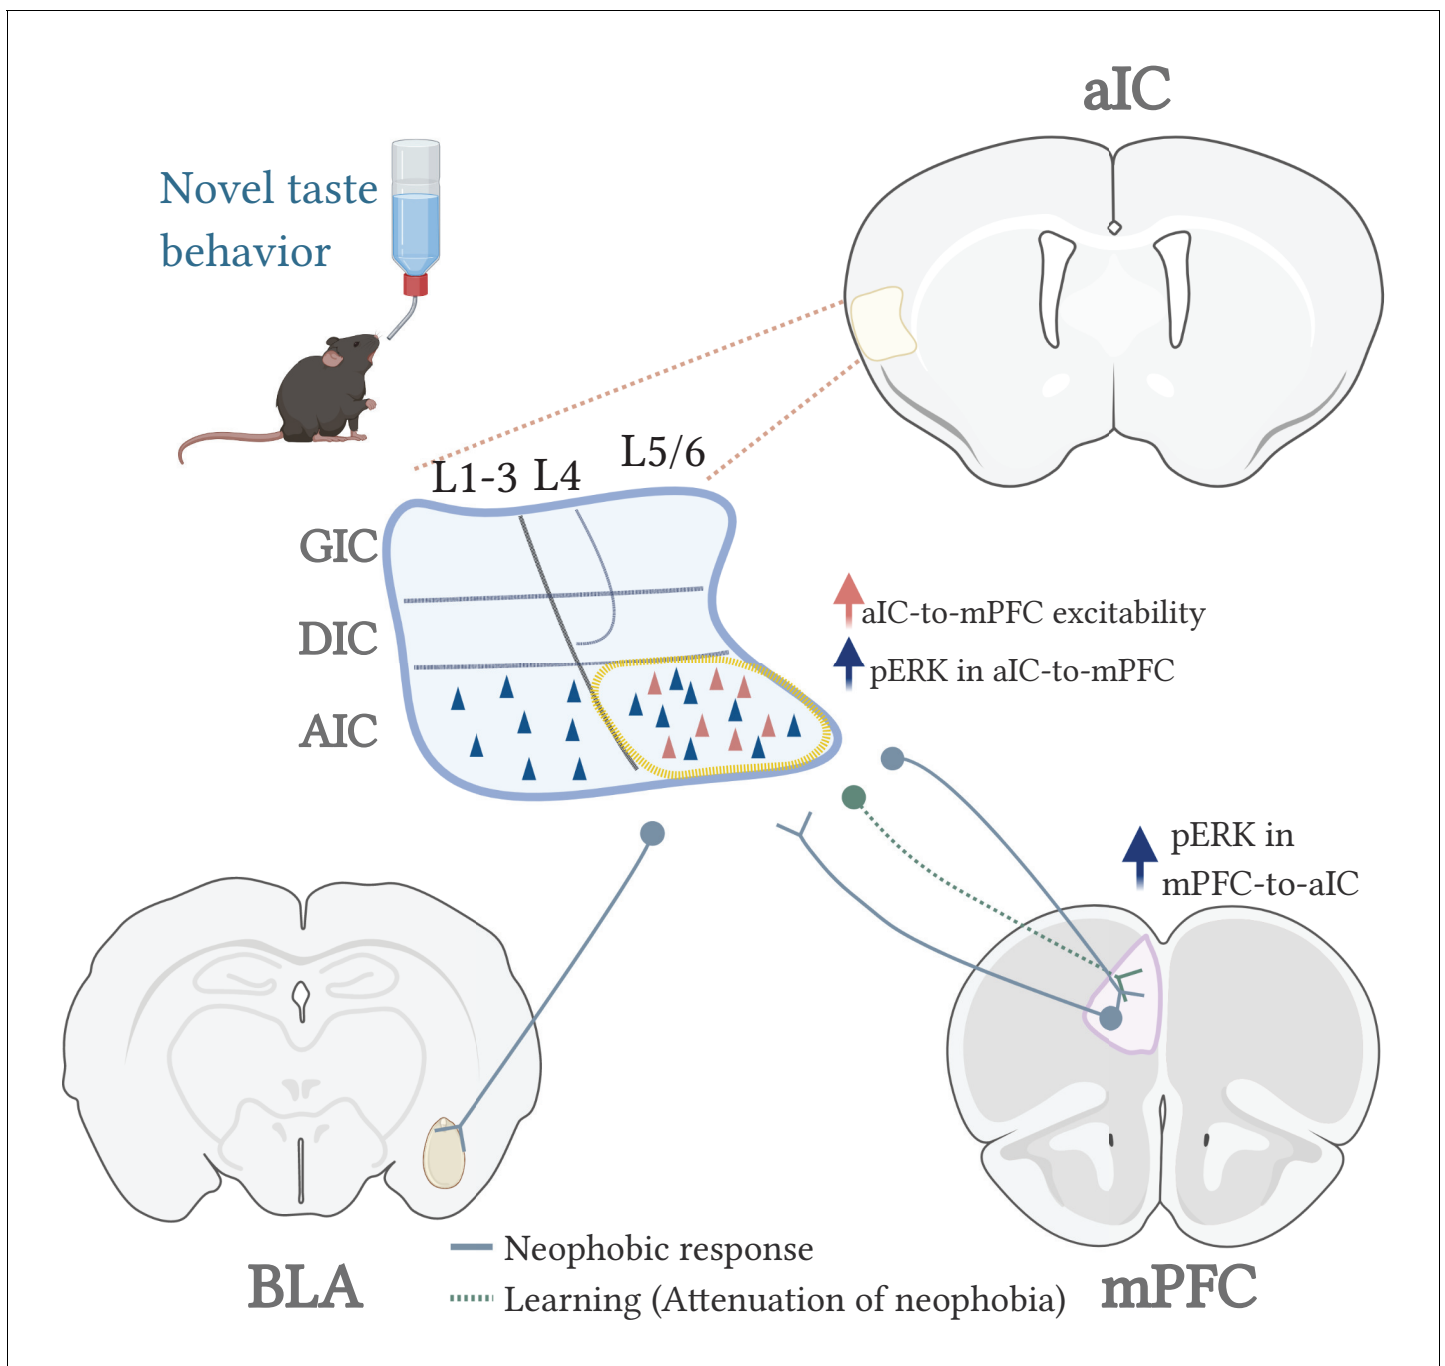 aIC
Novel taste
behavior
L1-3 L4 L5/6
GIC
DIC
AIC
aIC-to-mPFC excitability
pERK in aIC-to-mPFC
pERK in
mPFC-to-aIC
BLA
mPFC
Neophobic response
Learning (Attenuation of neophobia)